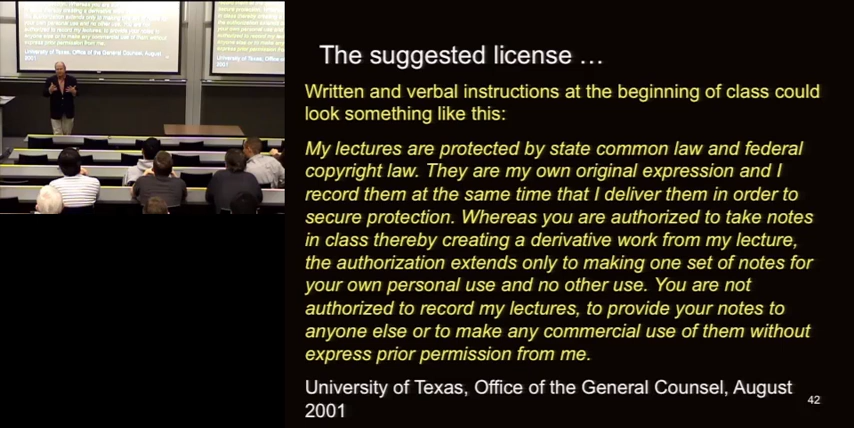 The suggested license …
Written and verbal instructions at the beginning of class could
look something like this:
My lectures are protected by state common law and federal
copyright law. They are my own original expression and I
record them at the same time that I deliver them in order to
secure protection. Whereas you are authorized to take notes
in class thereby creating a derivative work from my lecture,
the authorization extends only to making one set of notes for
your own personal use and no other use. You are not
authorized to record my lectures, to provide your notes to
anyone else or to make any commercial use of them without
express prior permission from me.
University of Texas, Office of the General Counsel, August
2001
42